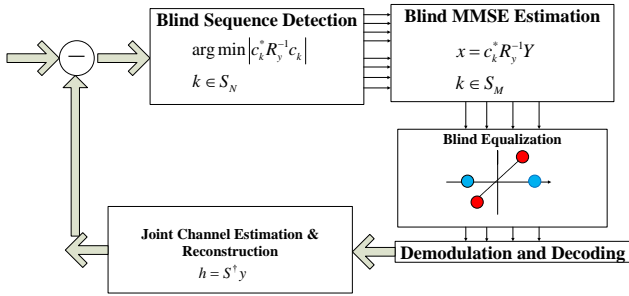 Blind Sequence Detection
arg min |c_k^* R_y^{-1} c_k|
k ∈ S_N
Blind MMSE Estimation
x = c_k^* R_y^{-1} Y
k ∈ S_M
−
Blind Equalization
Joint Channel Estimation &
Reconstruction
h = S^† y
Demodulation and Decoding